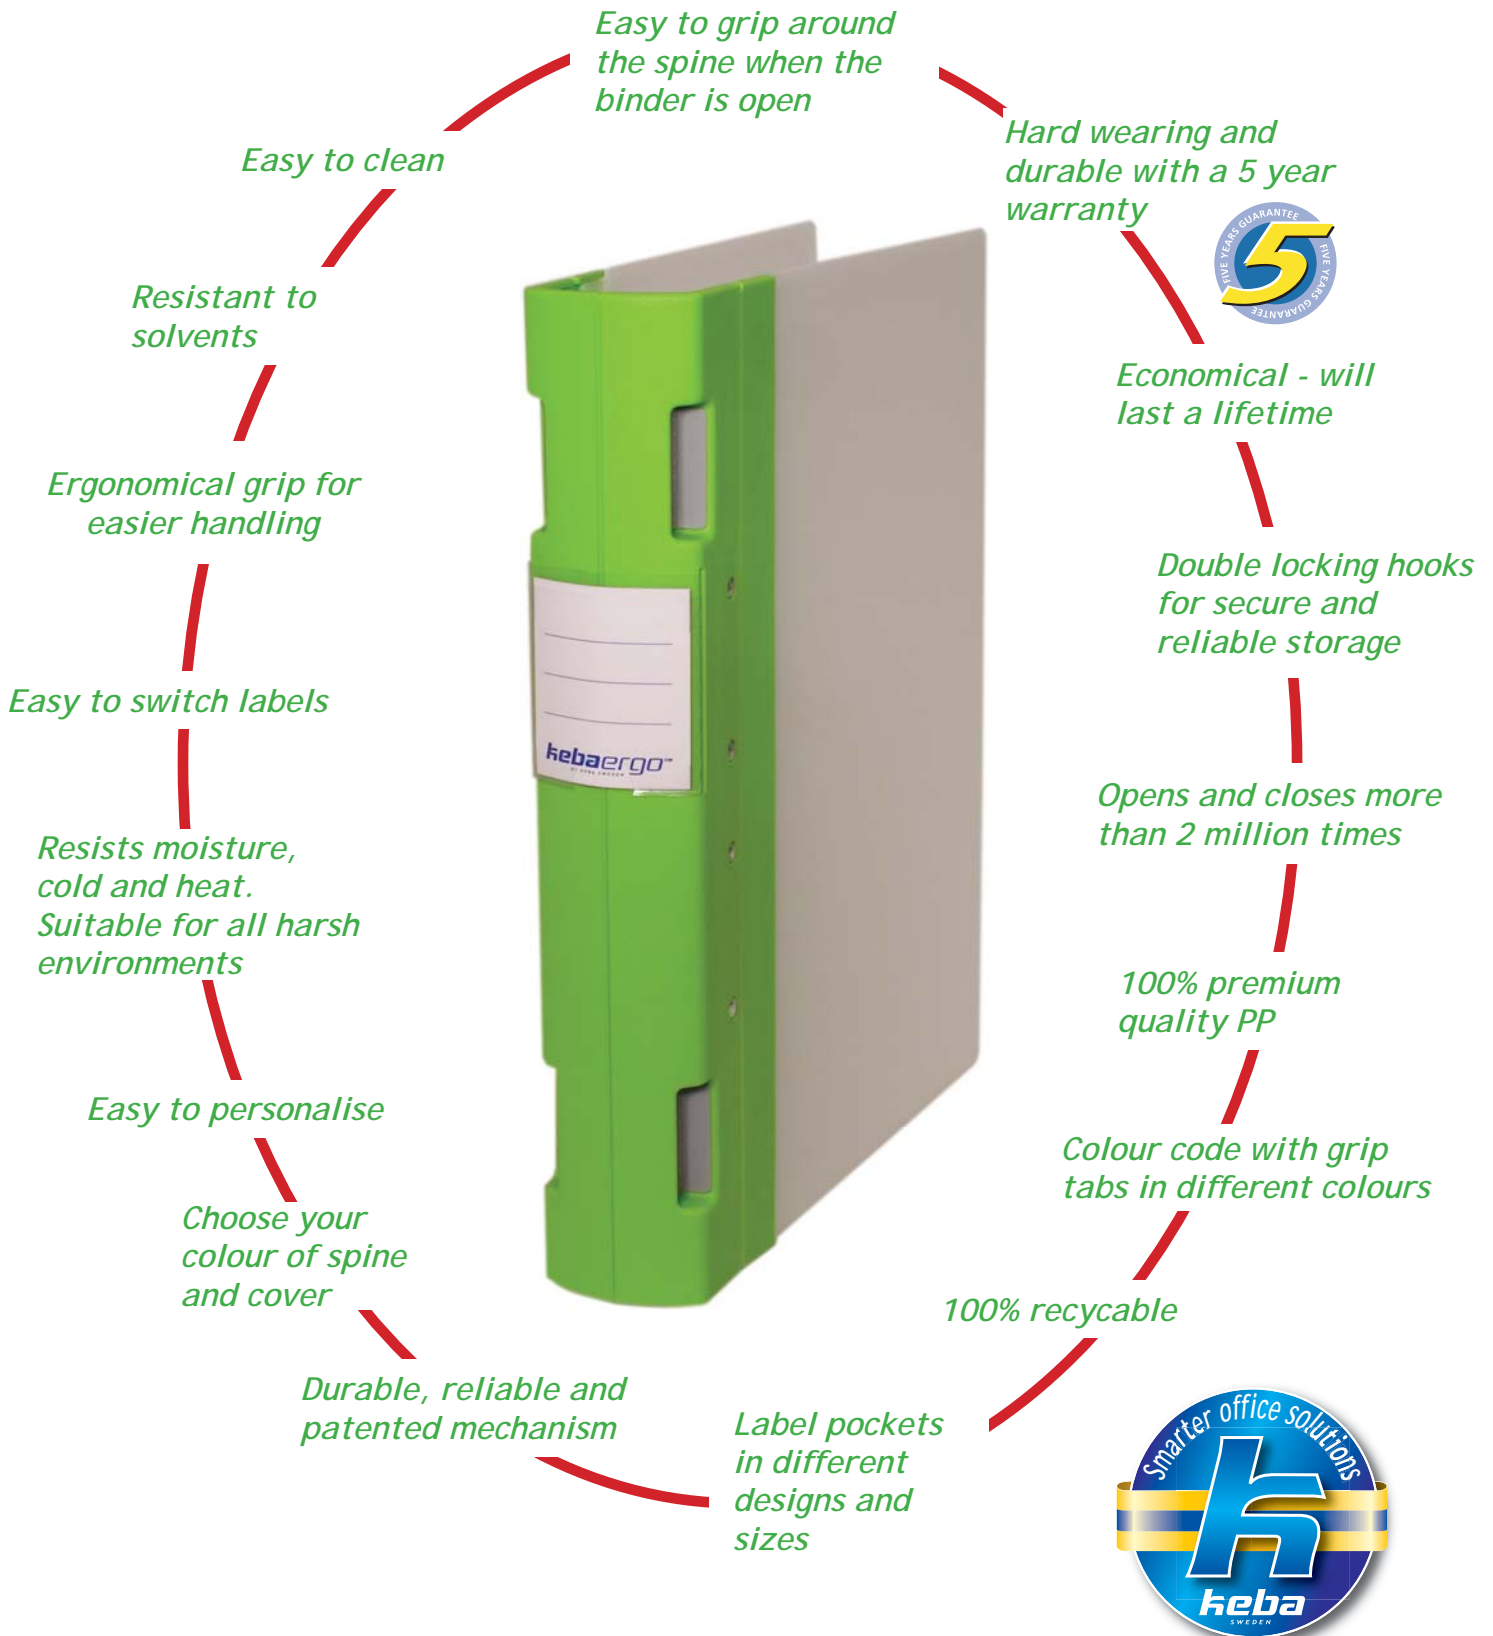 Easy to grip around
the spine when the
binder is open
Hard wearing and
durable with a 5 year
warranty
FIVE YEARS GUARANTEE
5
FIVE YEARS GUARANTEE
Economical - will
last a lifetime
Double locking hooks
for secure and
reliable storage
Opens and closes more
than 2 million times
100% premium
quality PP
Colour code with grip
tabs in different colours
100% recycable
Label pockets
in different
designs and
sizes
Durable, reliable and
patented mechanism
Choose your
colour of spine
and cover
Easy to personalise
Resists moisture,
cold and heat.
Suitable for all harsh
environments
Easy to switch labels
Ergonomical grip for
easier handling
Resistant to
solvents
Easy to clean
kebaergo™
BY KEBA SWEDEN
Smarter office solutions
k
keba
SWEDEN